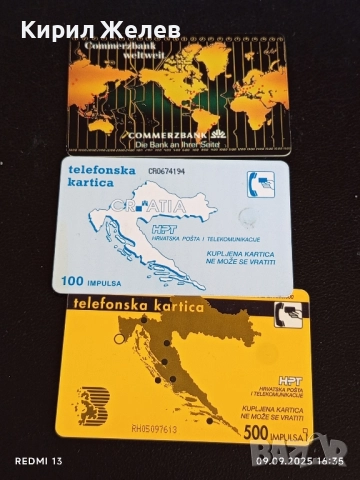 Кирил Желев
Commerzbank
weltweit.
COMMERZBANK
Die Bank an Ihrer Seite
telefonska
kartica
CR0674194
CROATIA
HPT
HRVATSKA POŠTA I TELEKOMUNIKACIJE
KUPLJENA KARTICA
NE MOŽE SE VRATITI
100 IMPULSA
telefonska kartica
HPT
HRVATSKA POŠTA
I TELEKOMUNIKACIJE
KUPLJENA KARTICA
NE MOŽE SE VRATITI
RH05097613
500 IMPULSA
REDMI 13
09.09.2025 16:35